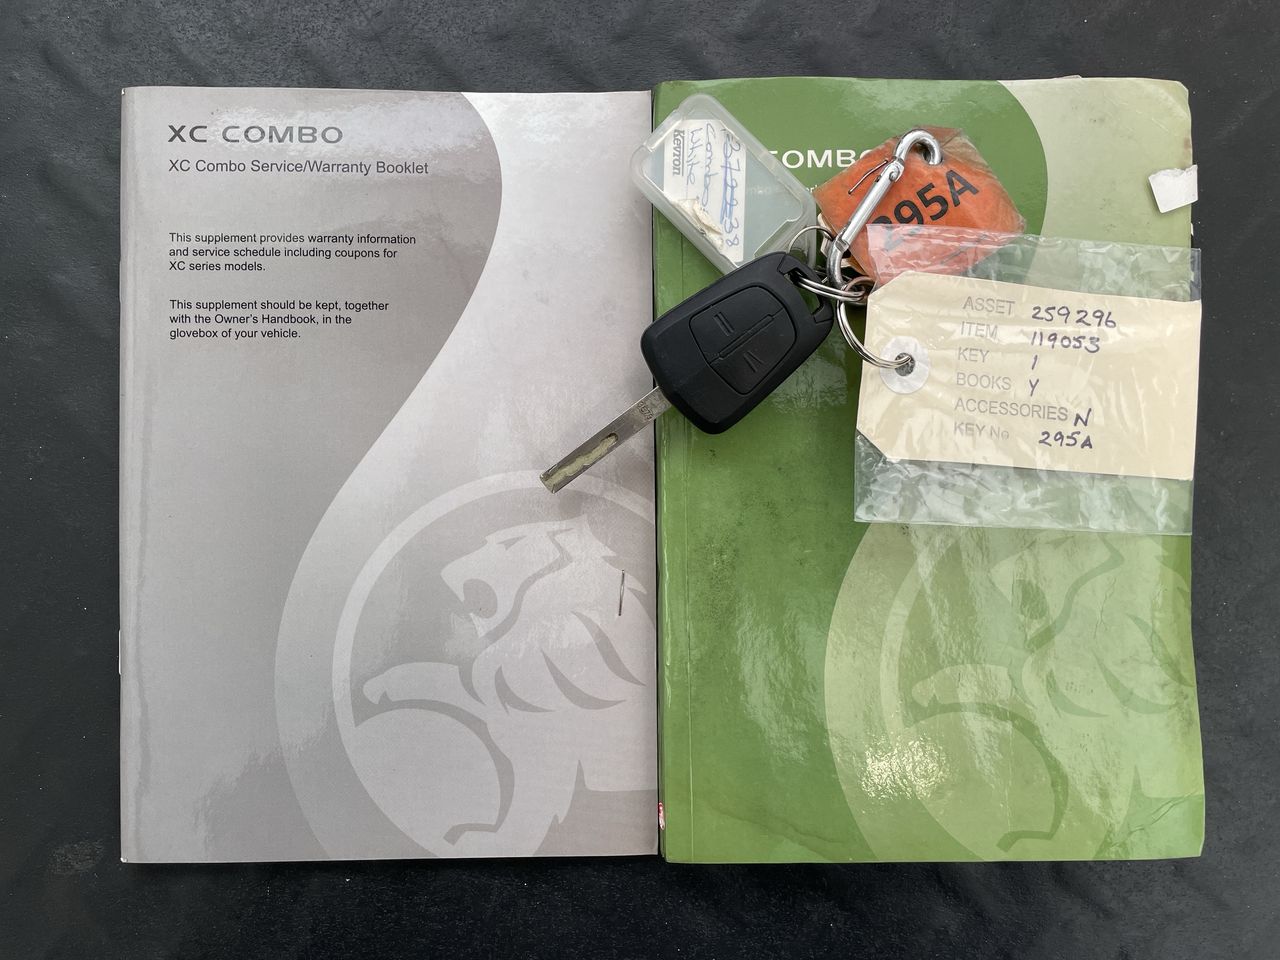 XC COMBO
XC Combo Service/Warranty Booklet
This supplement provides warranty information
and service schedule including coupons for
XC series models.
This supplement should be kept, together
with the Owner's Handbook, in the
glovebox of your vehicle.
COMBO
Kevron
White
Combo
295A
ASSET 259296
ITEM 119053
KEY 1
BOOKS Y
ACCESSORIES N
KEY No 295A